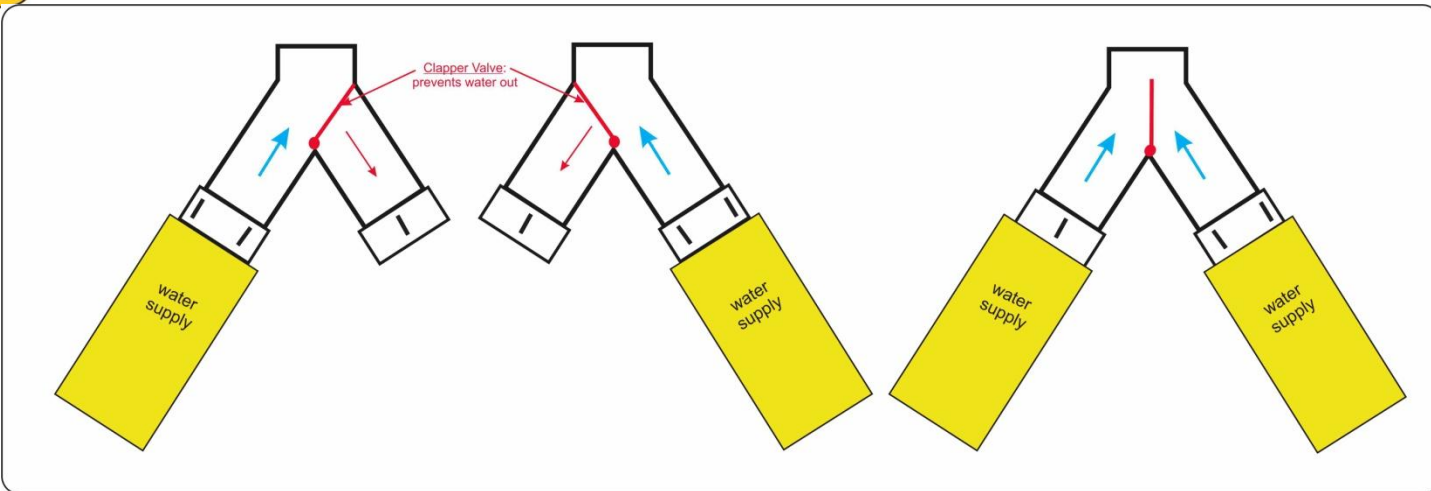 Clapper Valve:
prevents water out
water
supply
water
supply
water
supply
water
supply